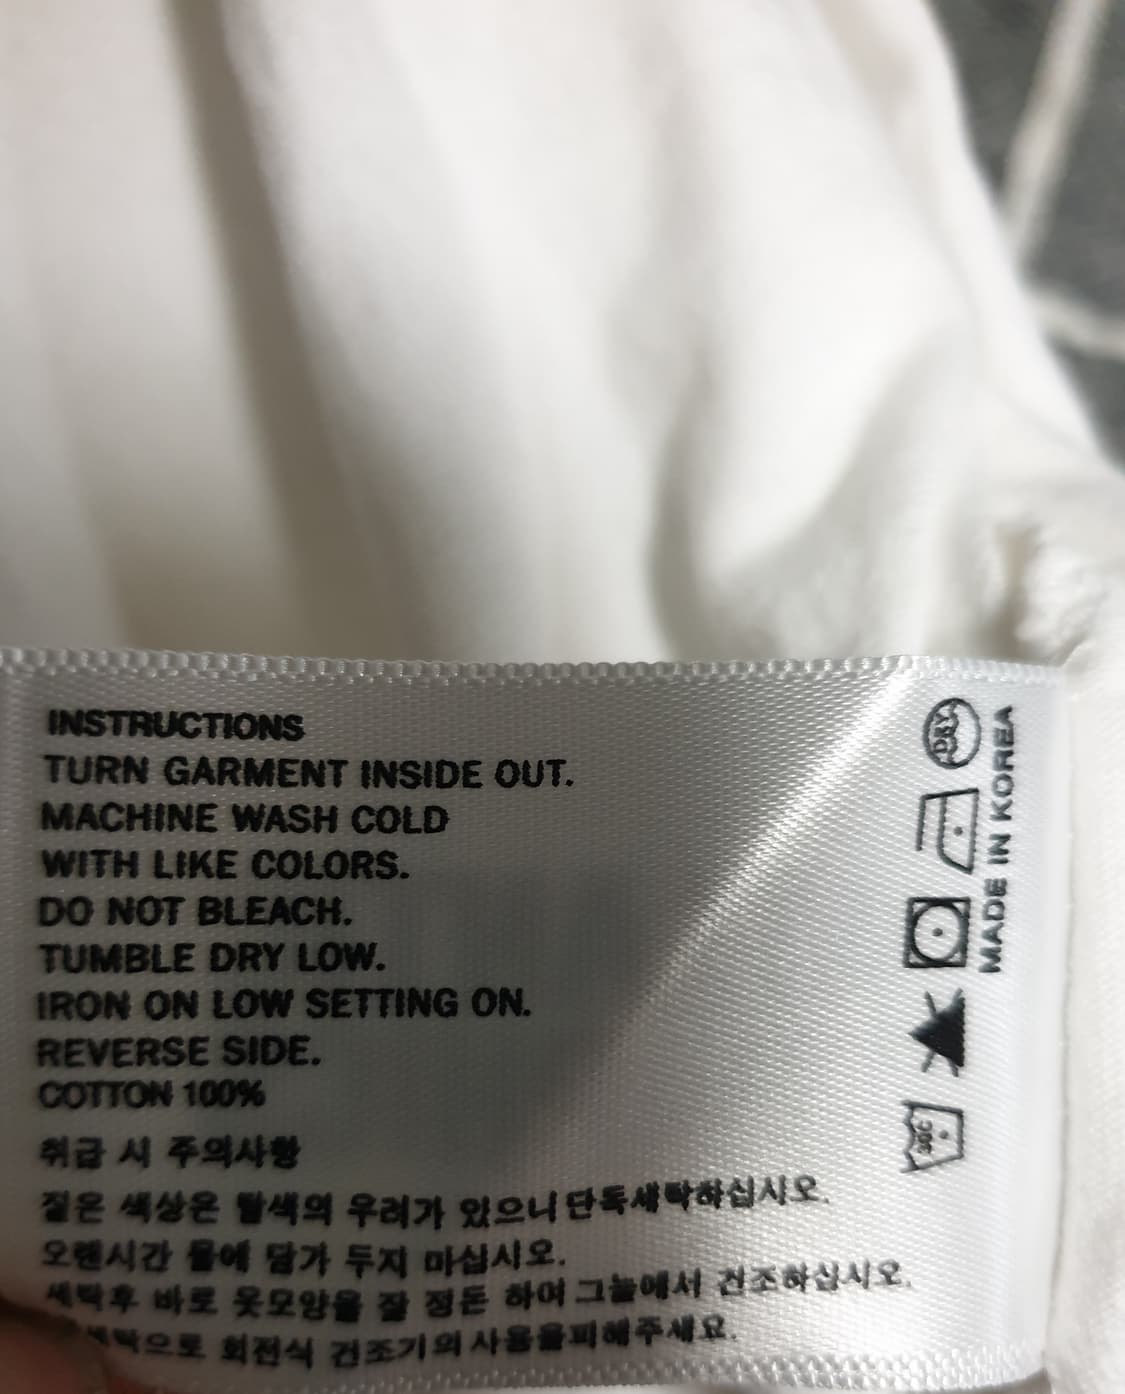 INSTRUCTIONS
TURN GARMENT INSIDE OUT.
MACHINE WASH COLD
WITH LIKE COLORS.
DO NOT BLEACH.
TUMBLE DRY LOW.
IRON ON LOW SETTING ON.
REVERSE SIDE.
COTTON 100%
취급 시 주의사항
짙은 색상은 탈색의 우려가 있으니 단독세탁하십시오.
오랜시간 물에 담가 두지 마십시오.
세탁후 바로 옷모양을 잘 정돈 하여 그늘에서 건조하십시오.
회전식 건조기의 사용을피해주세요.
DRY
30C
MADE IN KOREA